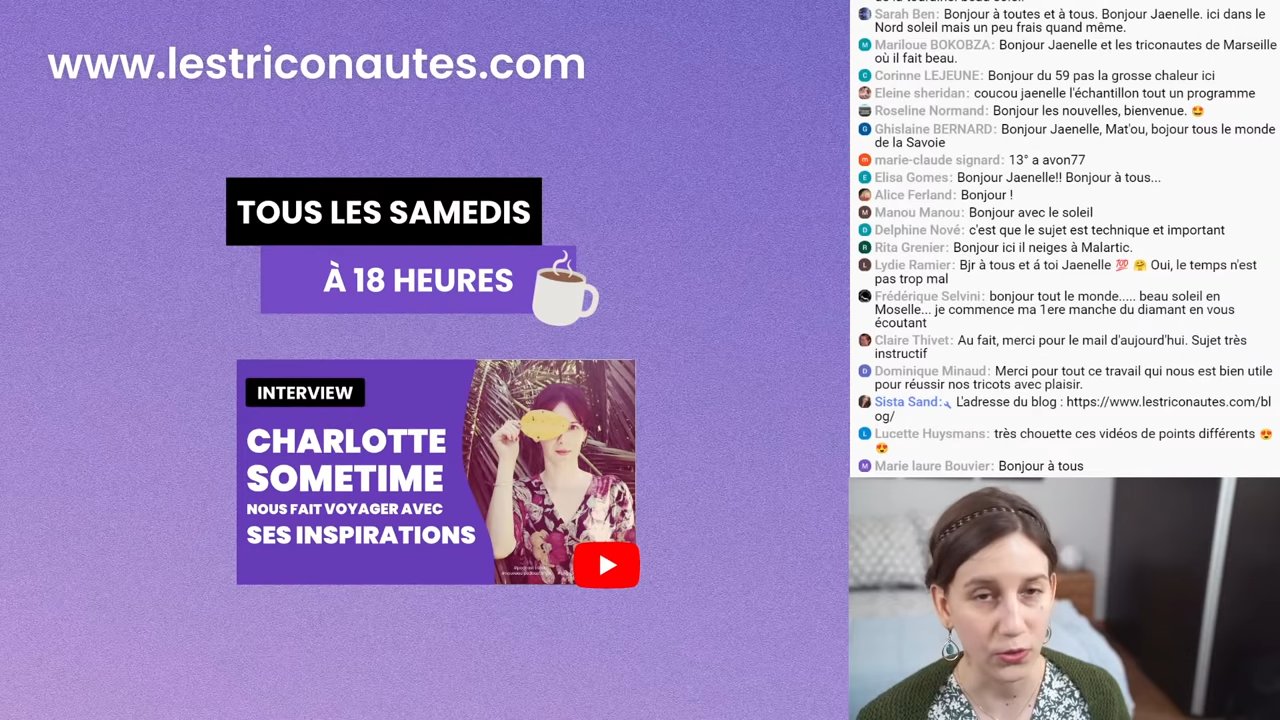 www.lestriconautes.com
TOUS LES SAMEDIS
À 18 HEURES
INTERVIEW
CHARLOTTE
SOMETIME
NOUS FAIT VOYAGER AVEC
SES INSPIRATIONS
Sarah Ben: Bonjour à toutes et à tous. Bonjour Jaenelle. ici dans le
Nord soleil mais un peu frais quand même.
M Mariloue BOKOBZA: Bonjour Jaenelle et les triconautes de Marseille
où il fait beau.
C Corinne LEJEUNE: Bonjour du 59 pas la grosse chaleur ici
Eleine sheridan: coucou jaenelle l'échantillon tout un programme
Roseline Normand: Bonjour les nouvelles, bienvenue. 🤩
G Ghislaine BERNARD: Bonjour Jaenelle, Mat'ou, bojour tous le monde
de la Savoie
m marie-claude signard: 13° a avon77
E Elisa Gomes: Bonjour Jaenelle!! Bonjour à tous...
Alice Ferland: Bonjour !
M Manou Manou: Bonjour avec le soleil
D Delphine Nové: c'est que le sujet est technique et important
R Rita Grenier: Bonjour ici il neiges à Malartic.
L Lydie Ramier: Bjr à tous et á toi Jaenelle 💯 🤗 Oui, le temps n'est
pas trop mal
Frédérique Selvini: bonjour tout le monde..... beau soleil en
Moselle... je commence ma 1ere manche du diamant en vous
écoutant
Claire Thivet: Au fait, merci pour le mail d'aujourd'hui. Sujet très
instructif
D Dominique Minaud: Merci pour tout ce travail qui nous est bien utile
pour réussir nos tricots avec plaisir.
Sista Sand: L'adresse du blog : https://www.lestriconautes.com/bl
og/
L Lucette Huysmans: très chouette ces vidéos de points différents 😍
😍
M Marie laure Bouvier: Bonjour à tous